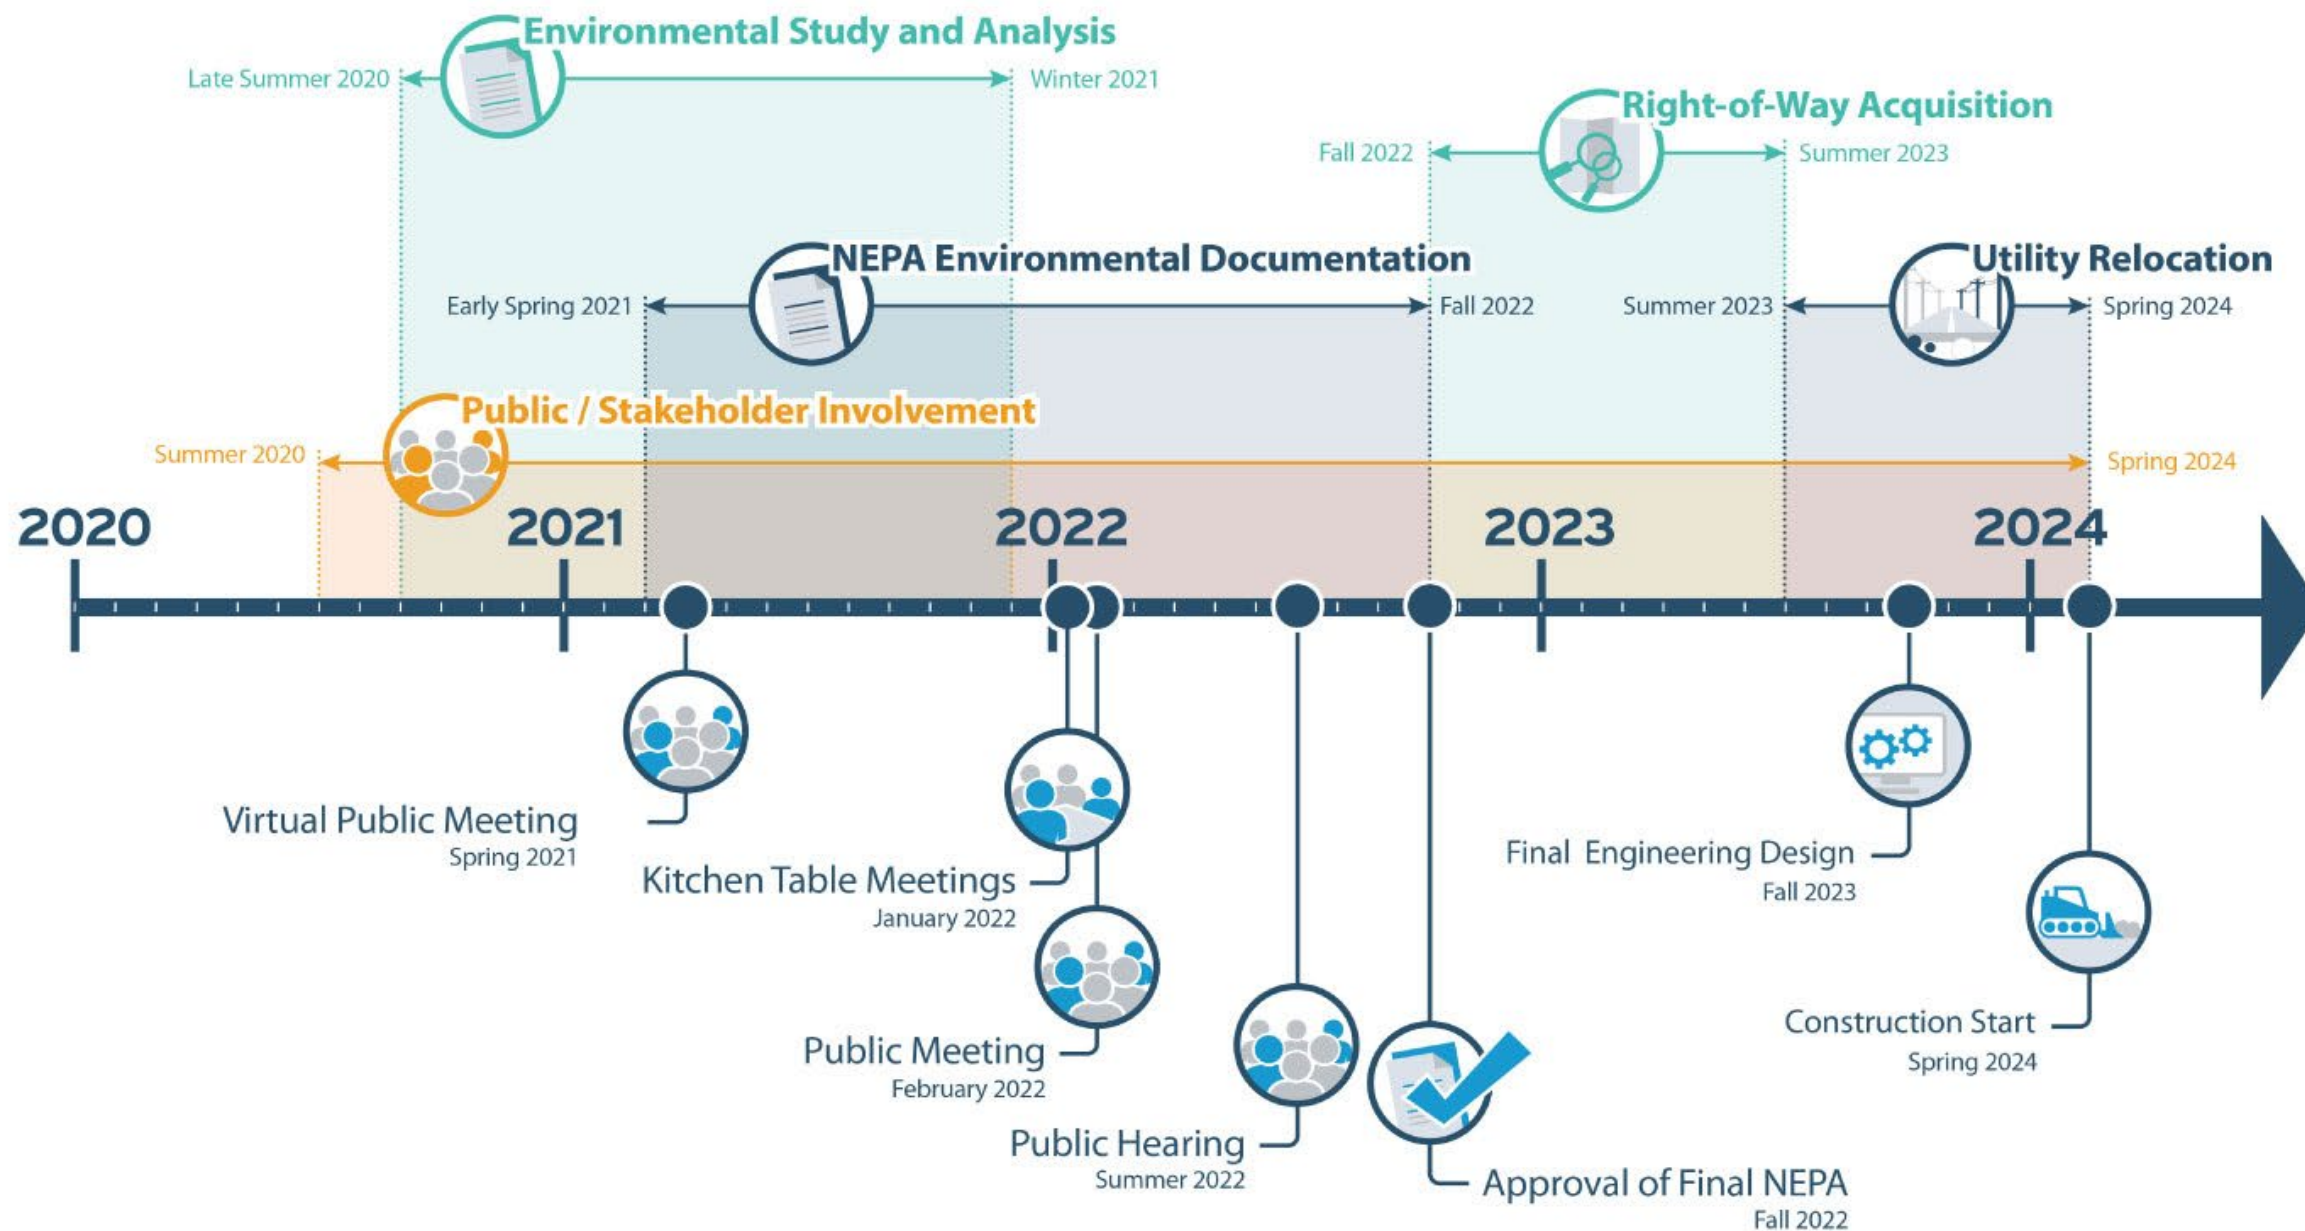 Environmental Study and Analysis
Late Summer 2020
Winter 2021
Right-of-Way Acquisition
Fall 2022
Summer 2023
NEPA Environmental Documentation
Early Spring 2021
Fall 2022
Utility Relocation
Summer 2023
Spring 2024
Public / Stakeholder Involvement
Summer 2020
Spring 2024
2020
2021
2022
2023
2024
Virtual Public Meeting
Spring 2021
Kitchen Table Meetings
January 2022
Public Meeting
February 2022
Public Hearing
Summer 2022
Approval of Final NEPA
Fall 2022
Final Engineering Design
Fall 2023
Construction Start
Spring 2024